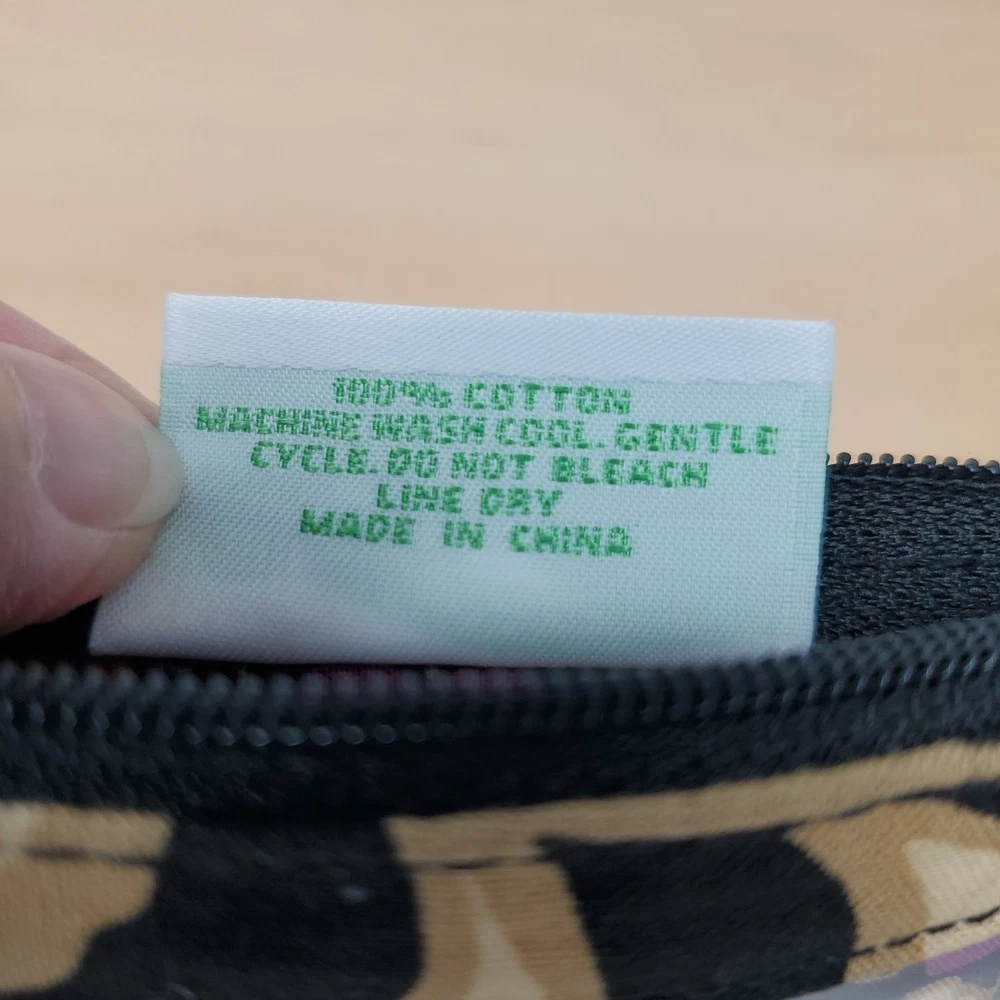 100% COTTON
MACHINE WASH COOL. GENTLE
CYCLE. DO NOT BLEACH
LINE DRY
MADE IN CHINA